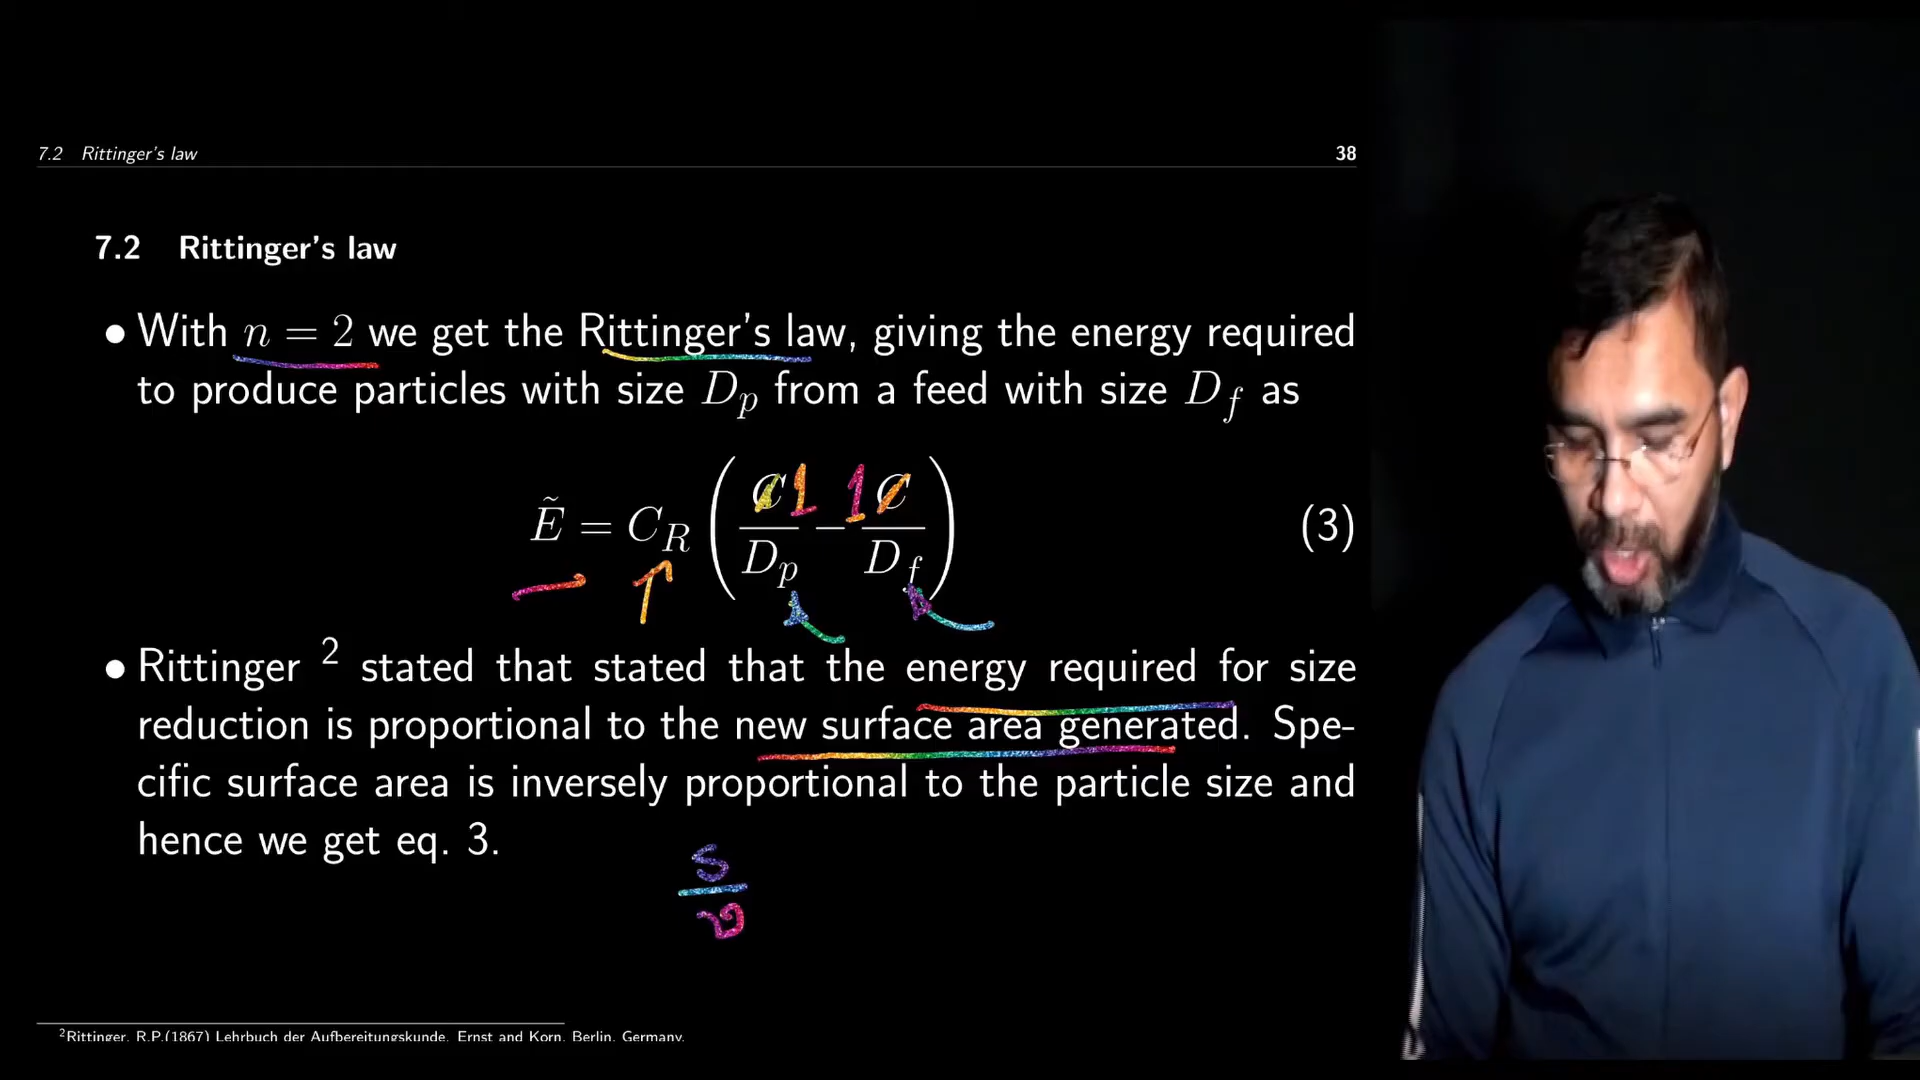 7.2 Rittinger's law 38
7.2 Rittinger's law
• With n = 2 we get the Rittinger's law, giving the energy required
to produce particles with size D_p from a feed with size D_f as
Ẽ = C_R (C̸ 1 / D_p − 1 C̸ / D_f) (3)
• Rittinger ² stated that stated that the energy required for size
reduction is proportional to the new surface area generated. Spe-
cific surface area is inversely proportional to the particle size and
hence we get eq. 3.
S
²Rittinger, R.P.(1867) Lehrbuch der Aufbereitungskunde. Ernst and Korn, Berlin, Germany.